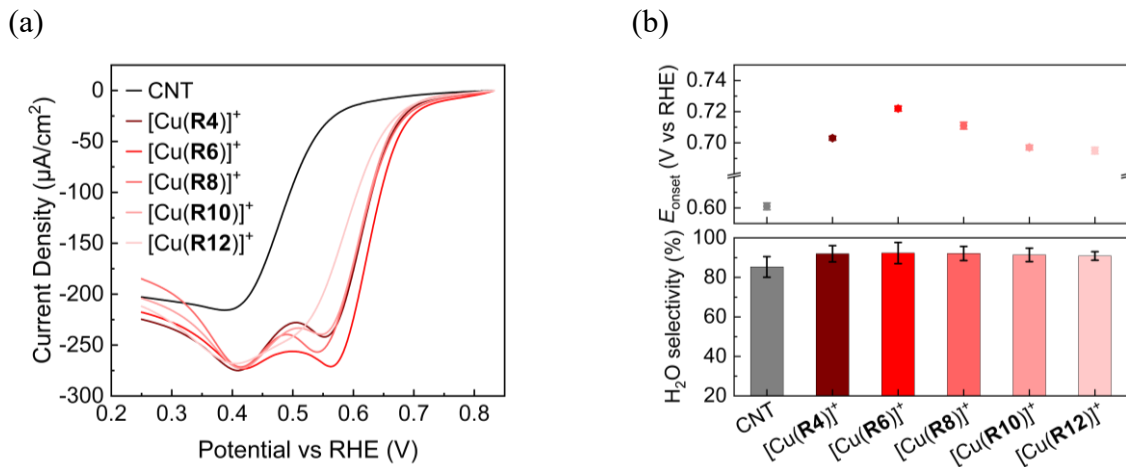 (a)
0
-50
-100
-150
-200
-250
-300
Current Density (µA/cm²)
CNT
[Cu(R4)]⁺
[Cu(R6)]⁺
[Cu(R8)]⁺
[Cu(R10)]⁺
[Cu(R12)]⁺
0.2 0.3 0.4 0.5 0.6 0.7 0.8
Potential vs RHE (V)
(b)
0.74
0.72
0.70
0.60
E_onset (V vs RHE)
100
80
60
40
20
H₂O selectivity (%)
CNT
[Cu(R4)]⁺
[Cu(R6)]⁺
[Cu(R8)]⁺
[Cu(R10)]⁺
[Cu(R12)]⁺